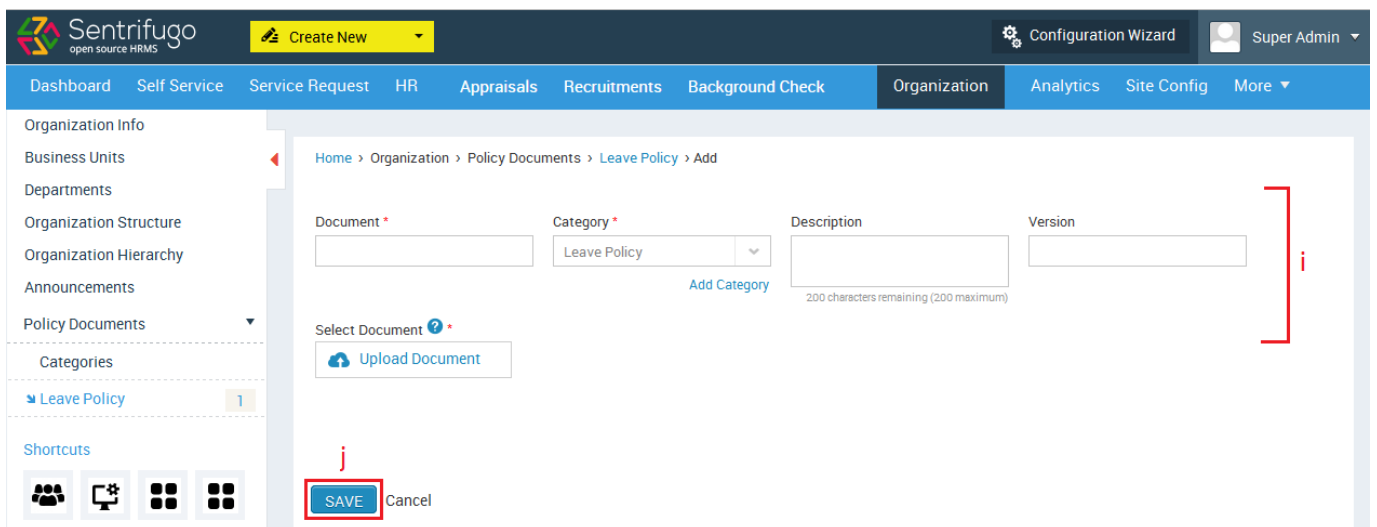 Sentrifugo
open source HRMS
Create New
Configuration Wizard
Super Admin
Dashboard Self Service Service Request HR Appraisals Recruitments Background Check Organization Analytics Site Config More
Organization Info
Business Units
Departments
Organization Structure
Organization Hierarchy
Announcements
Policy Documents
Categories
Leave Policy 1
Shortcuts
Home › Organization › Policy Documents › Leave Policy › Add
Document * Category * Description Version
Leave Policy
Add Category
200 characters remaining (200 maximum)
i
Select Document ? *
Upload Document
j
SAVE Cancel